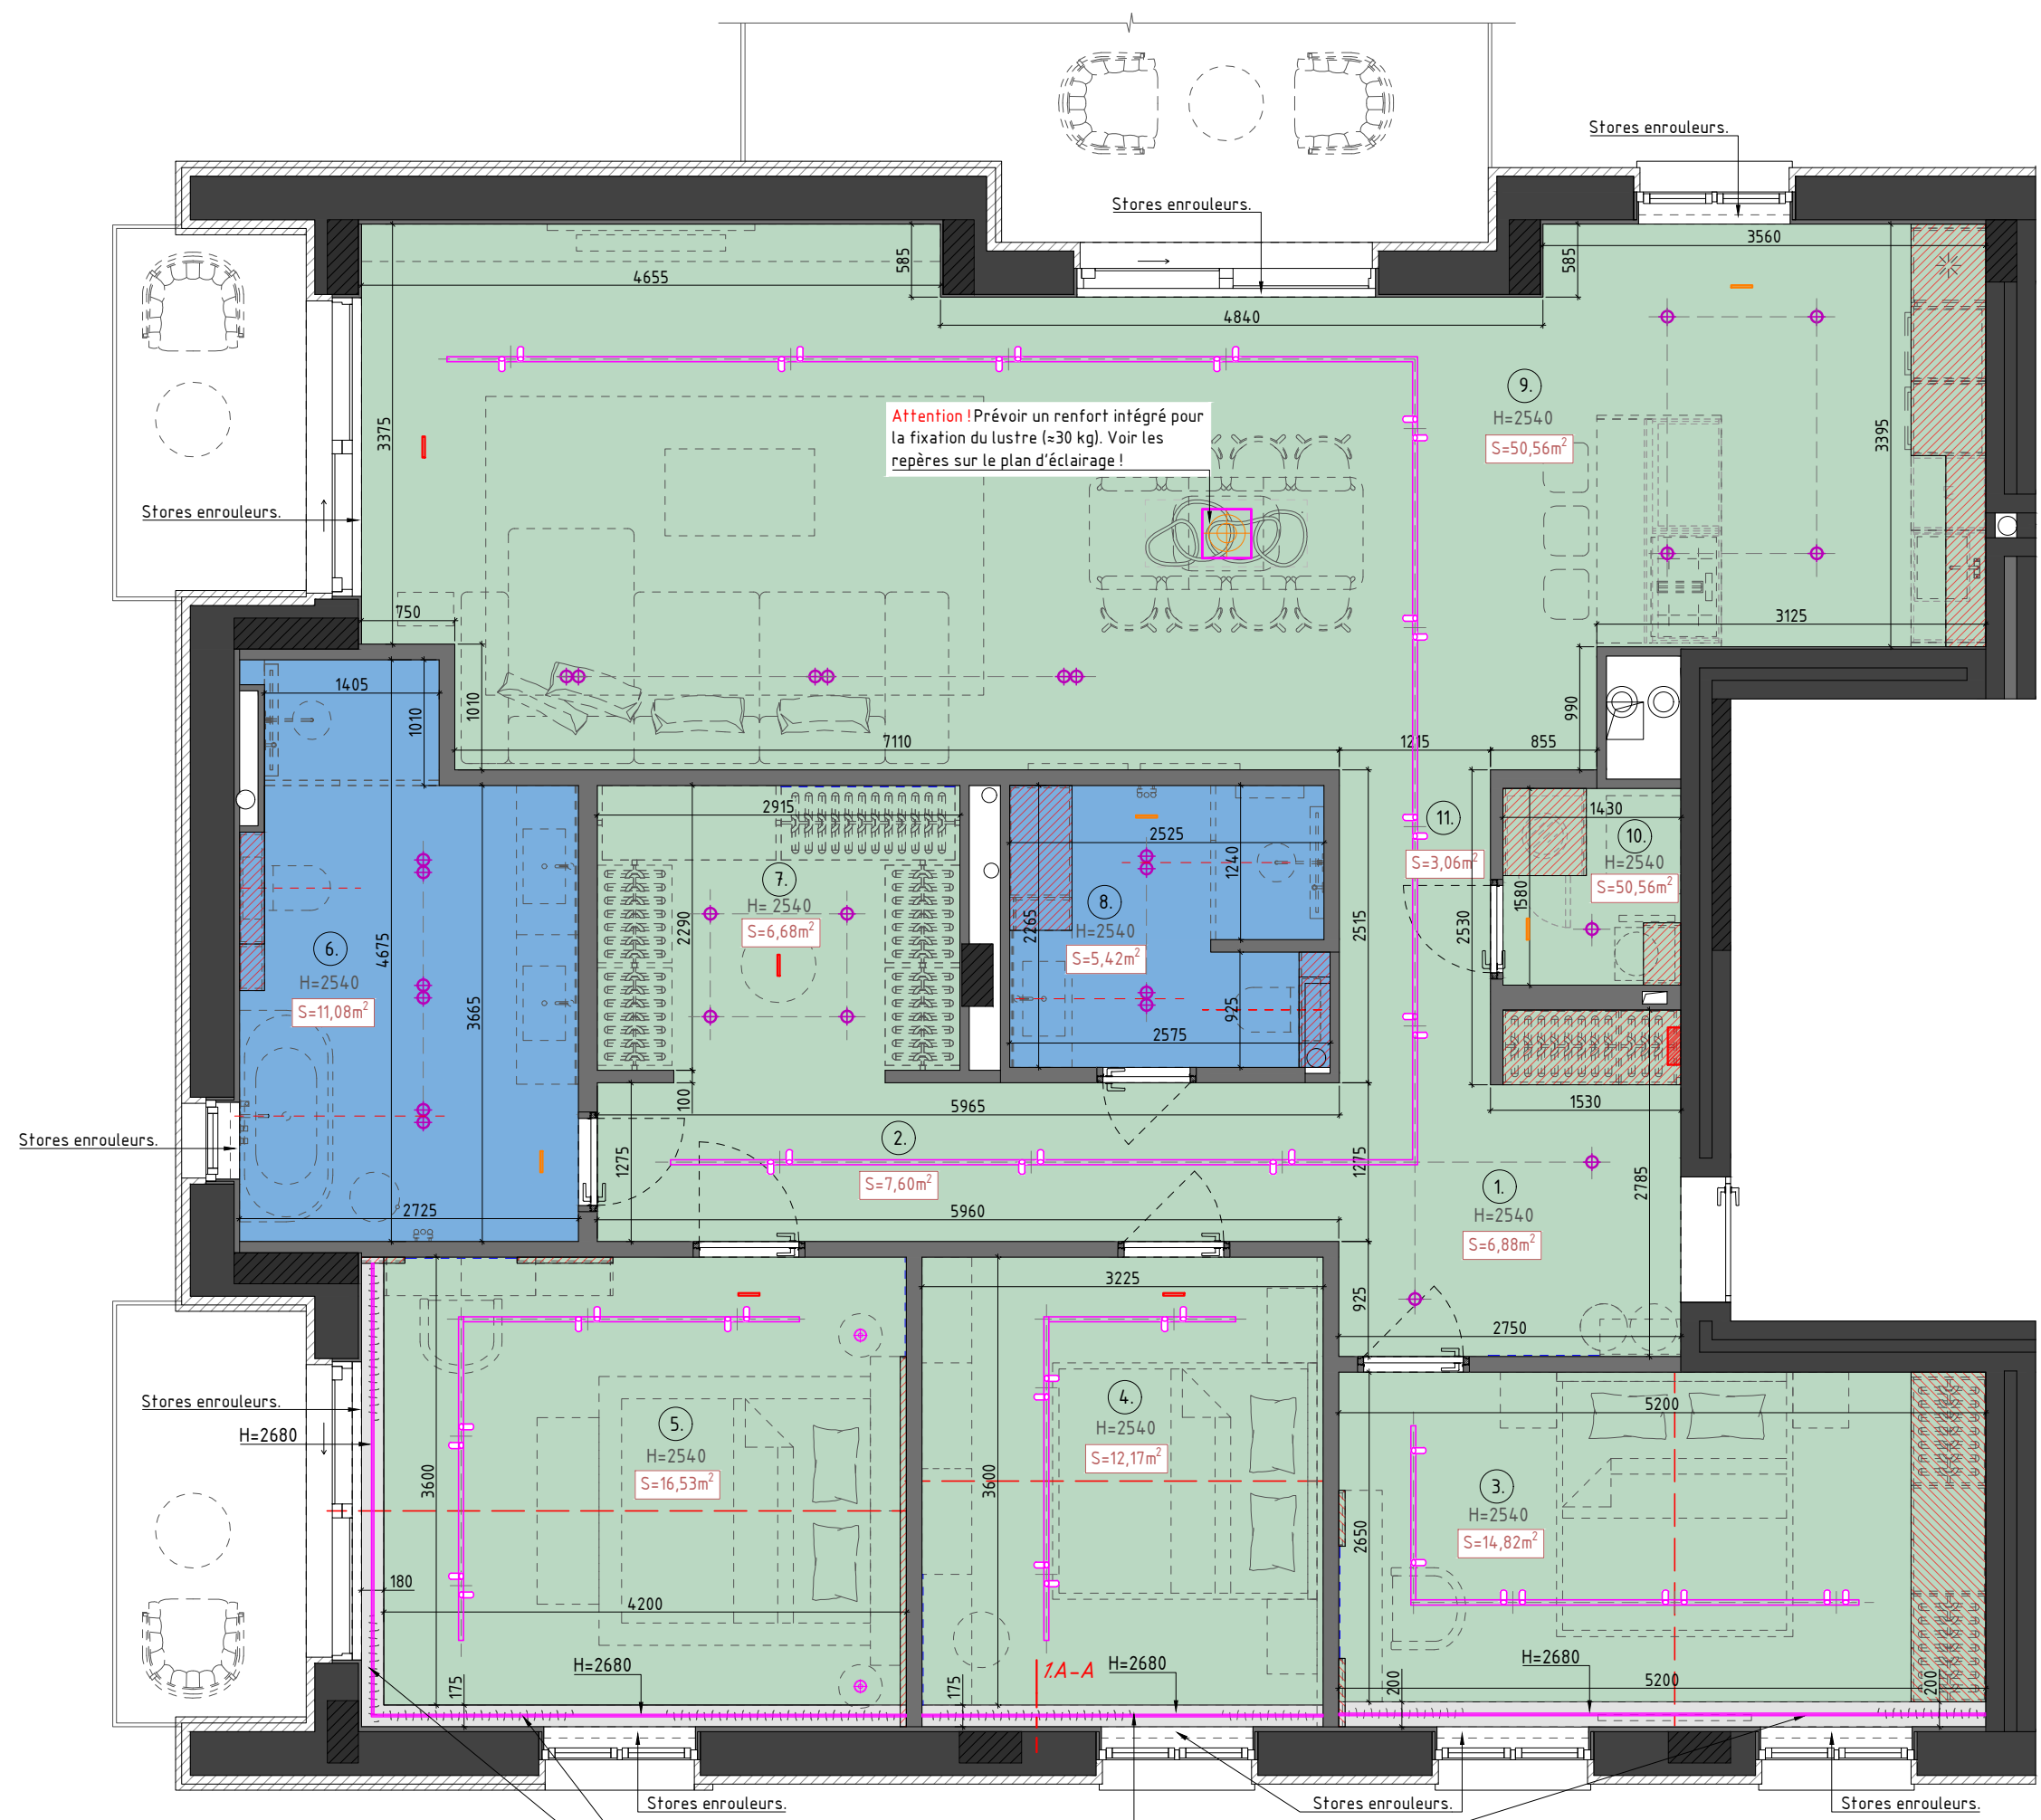 Stores enrouleurs.
Stores enrouleurs.
3560
585
585
4655
4840
9.
H=2540
S=50,56m²
3375
3395
Attention ! Prévoir un renfort intégré pour
la fixation du lustre (≈30 kg). Voir les
repères sur le plan d'éclairage !
Stores enrouleurs.
750
3125
1405
1010
1010
990
7110
1215
855
2915
2525
1240
11.
S=3,06m²
1430
10.
H=2540
S=50,56m²
1580
7.
H= 2540
S=6,68m²
2290
8.
H=2540
S=5,42m²
2265
2515
2530
6.
H=2540
S=11,08m²
4675
3665
925
2575
100
5965
1530
Stores enrouleurs.
2.
S=7,60m²
1275
1275
2785
1.
H=2540
S=6,88m²
2725
5960
925
3225
2750
Stores enrouleurs.
H=2680
5.
H=2540
S=16,53m²
3600
4.
H=2540
S=12,17m²
3600
5200
3.
H=2540
S=14,82m²
2650
180
4200
H=2680
175
1.A-A
H=2680
175
H=2680
200
5200
200
Stores enrouleurs.
Stores enrouleurs.
Stores enrouleurs.